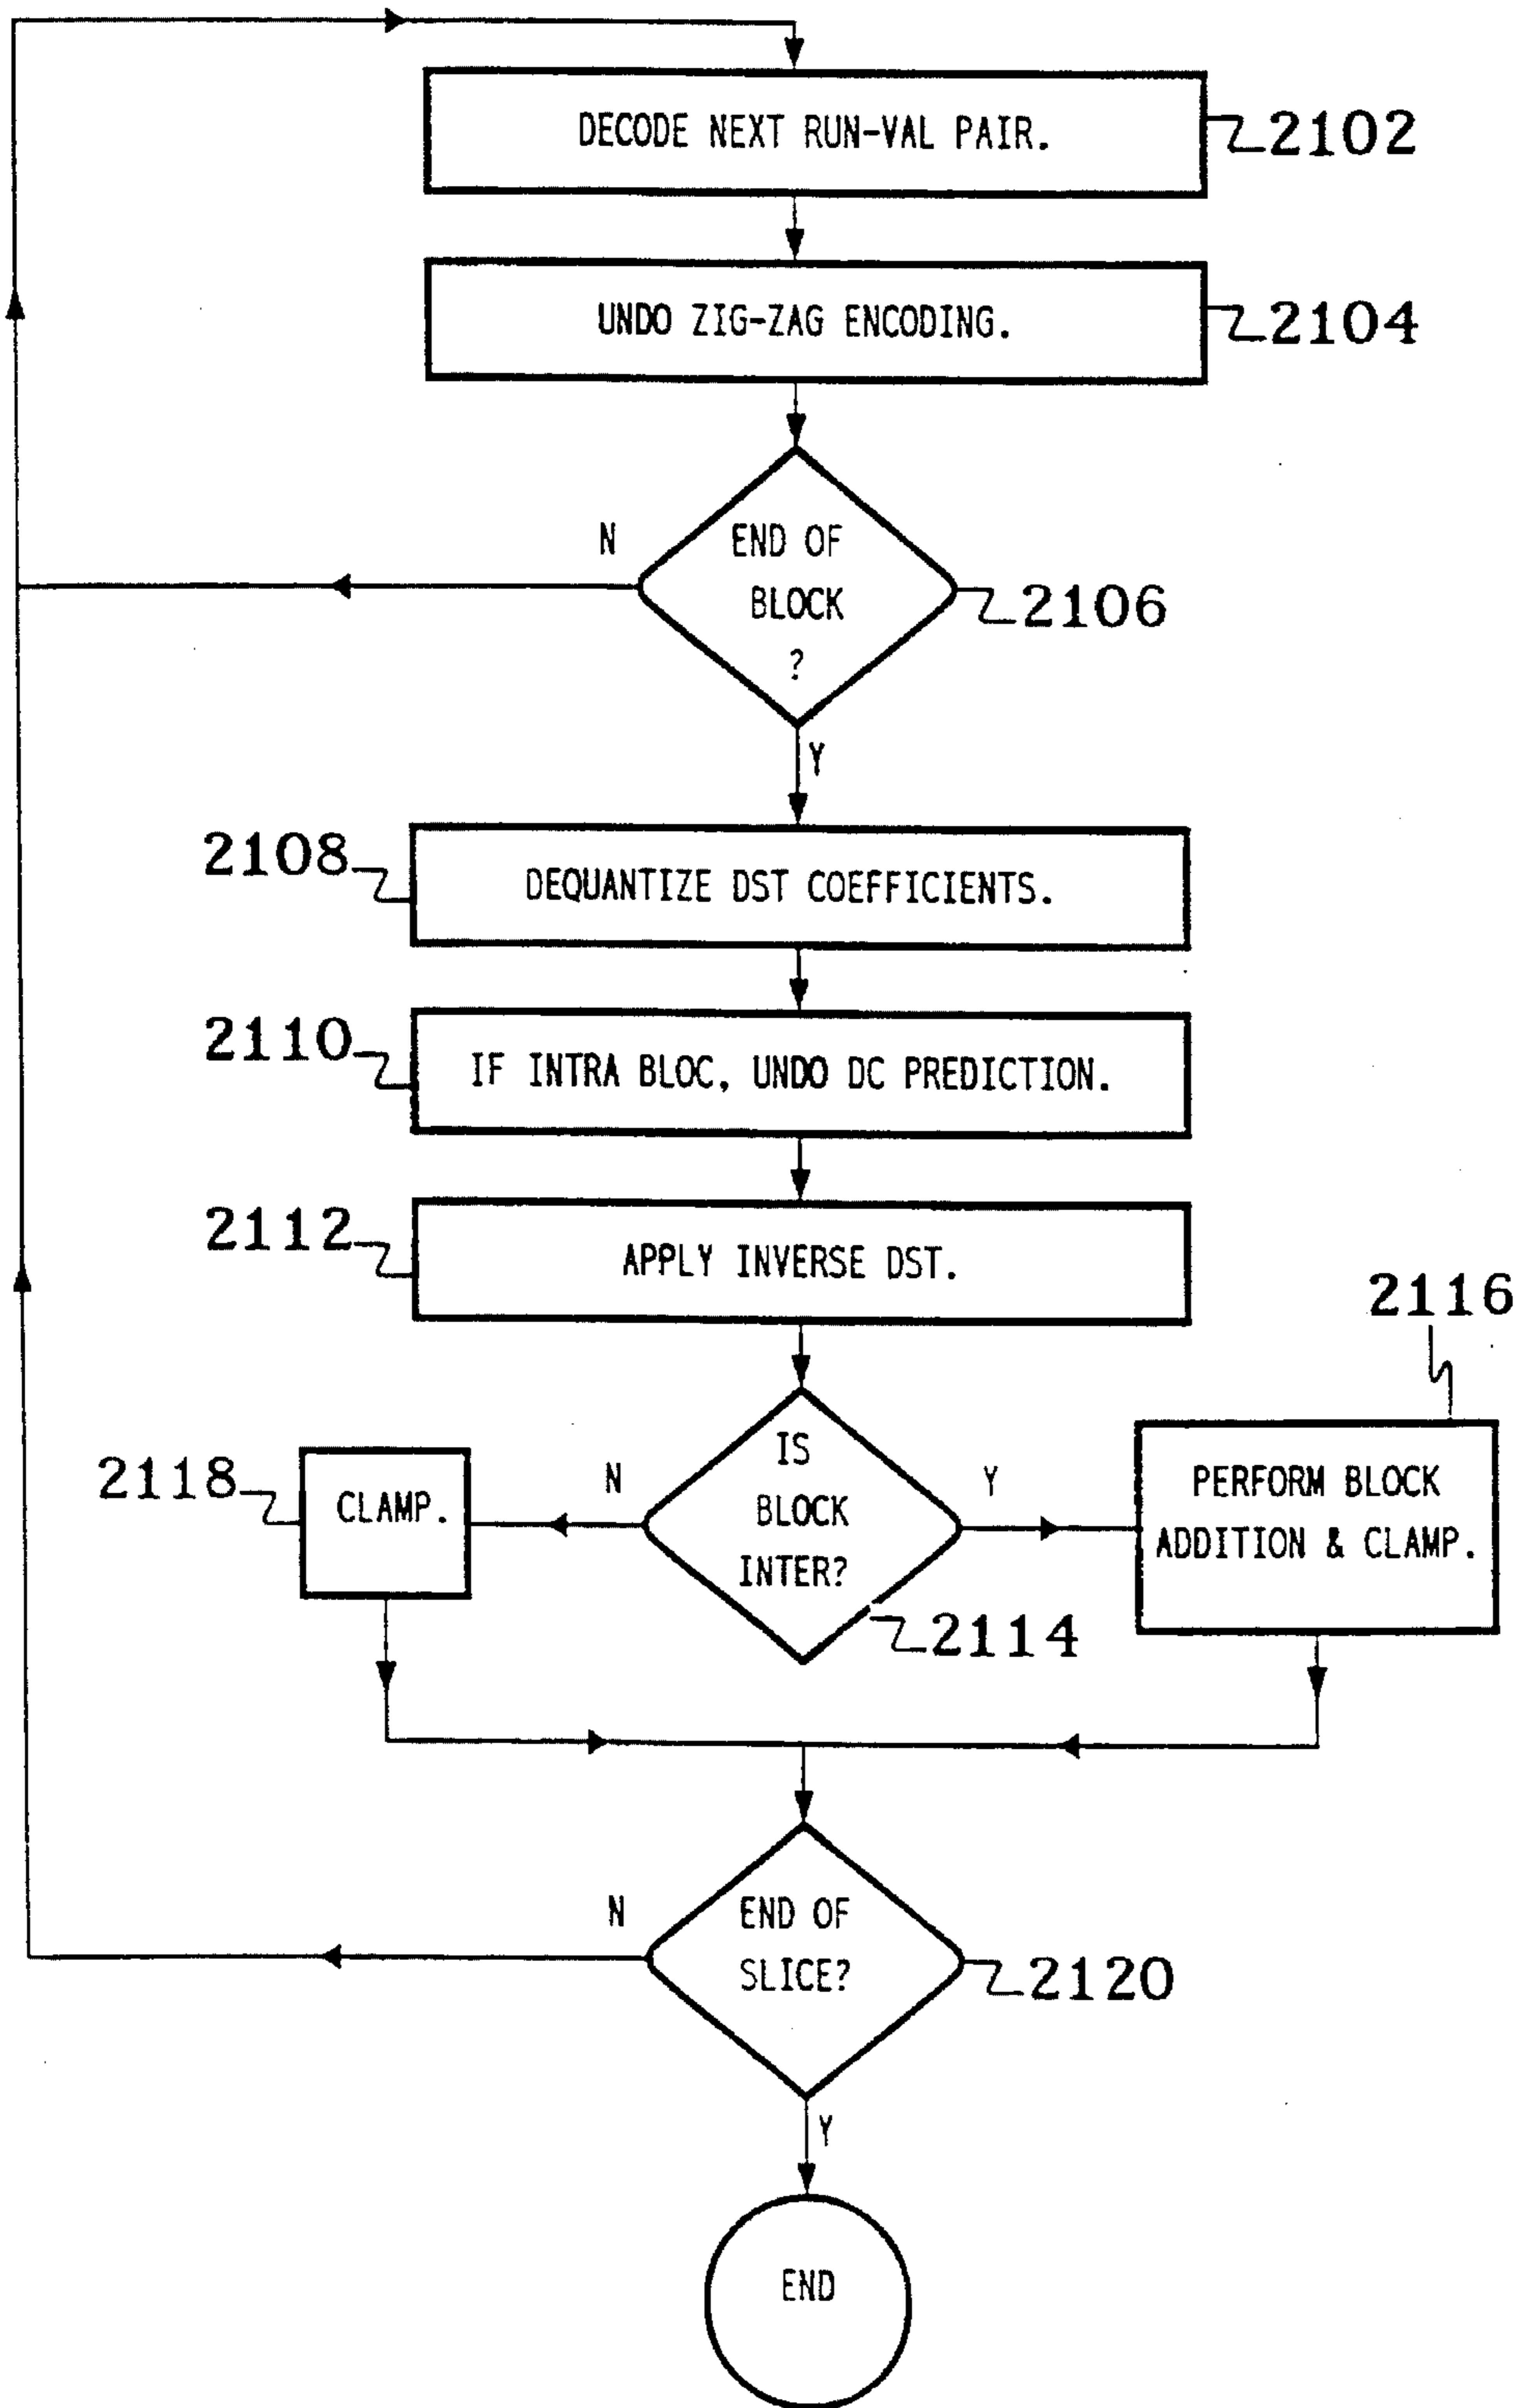 DECODE NEXT RUN-VAL PAIR.
2102
UNDO ZIG-ZAG ENCODING.
2104
N
END OF
BLOCK
?
2106
Y
2108
DEQUANTIZE DST COEFFICIENTS.
2110
IF INTRA BLOC, UNDO DC PREDICTION.
2112
APPLY INVERSE DST.
2116
2118
CLAMP.
N
IS
BLOCK
INTER?
Y
PERFORM BLOCK
ADDITION & CLAMP.
2114
N
END OF
SLICE?
2120
Y
END